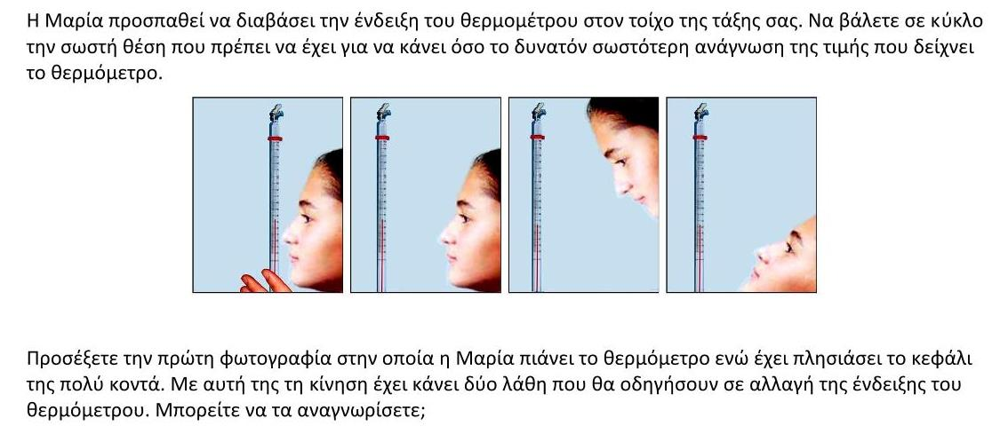 Η Μαρία προσπαθεί να διαβάσει την ένδειξη του θερμομέτρου στον τοίχο της τάξης σας. Να βάλετε σε κύκλο
την σωστή θέση που πρέπει να έχει για να κάνει όσο το δυνατόν σωστότερη ανάγνωση της τιμής που δείχνει
το θερμόμετρο.
Προσέξετε την πρώτη φωτογραφία στην οποία η Μαρία πιάνει το θερμόμετρο ενώ έχει πλησιάσει το κεφάλι
της πολύ κοντά. Με αυτή της τη κίνηση έχει κάνει δύο λάθη που θα οδηγήσουν σε αλλαγή της ένδειξης του
θερμόμετρου. Μπορείτε να τα αναγνωρίσετε;